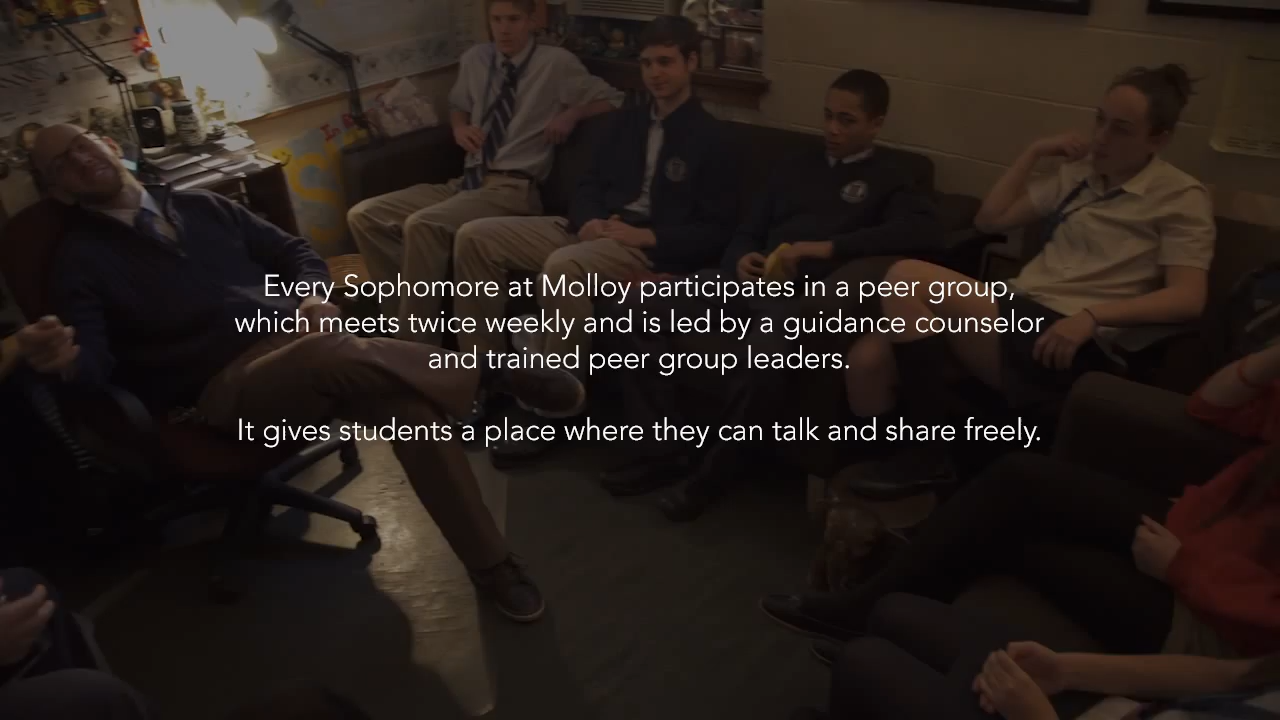 Every Sophomore at Molloy participates in a peer group,
which meets twice weekly and is led by a guidance counselor
and trained peer group leaders.
It gives students a place where they can talk and share freely.